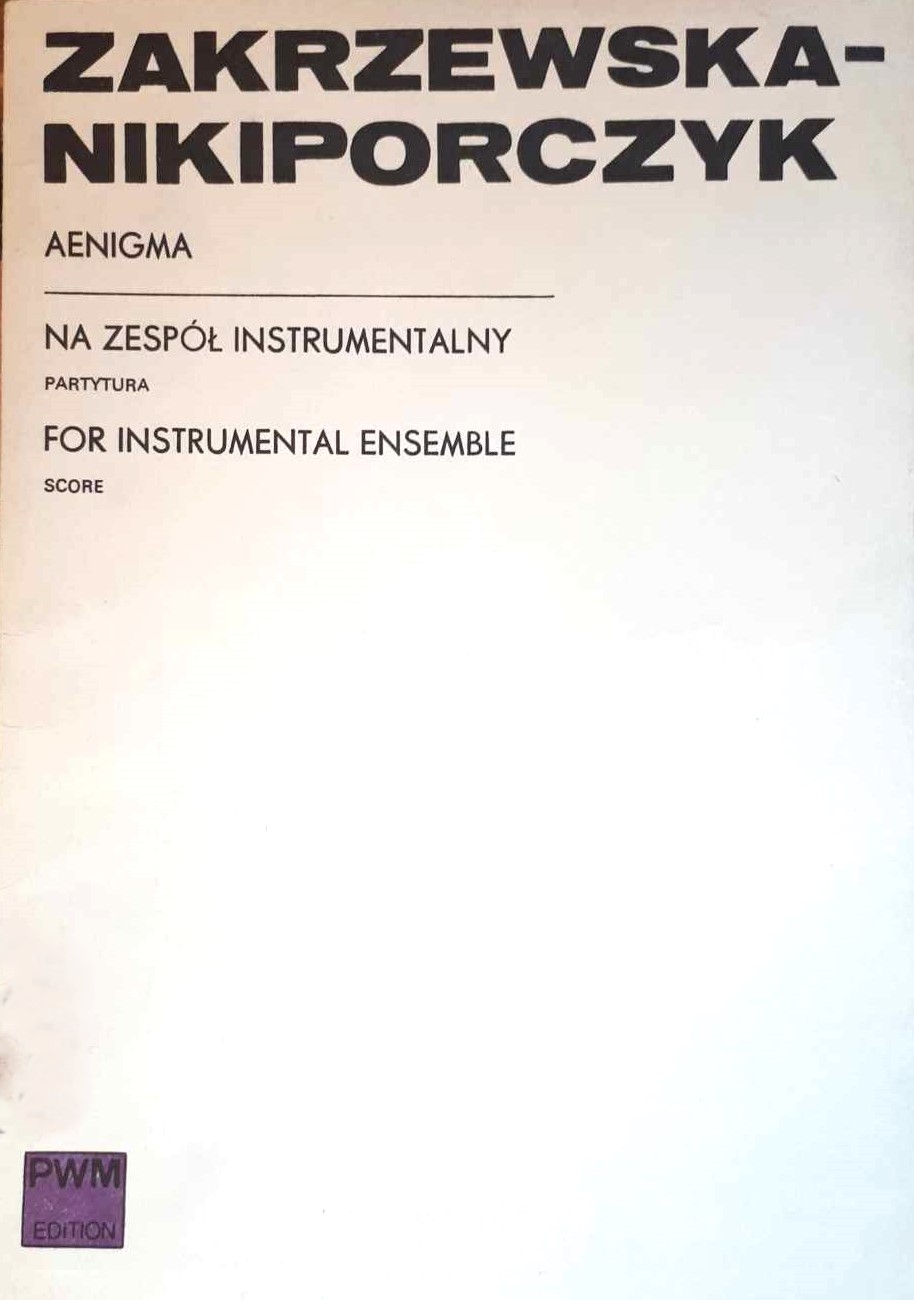 ZAKRZEWSKA-
NIKIPORCZYK
AENIGMA
NA ZESPÓŁ INSTRUMENTALNY
PARTYTURA
FOR INSTRUMENTAL ENSEMBLE
SCORE
PWM
EDiTION